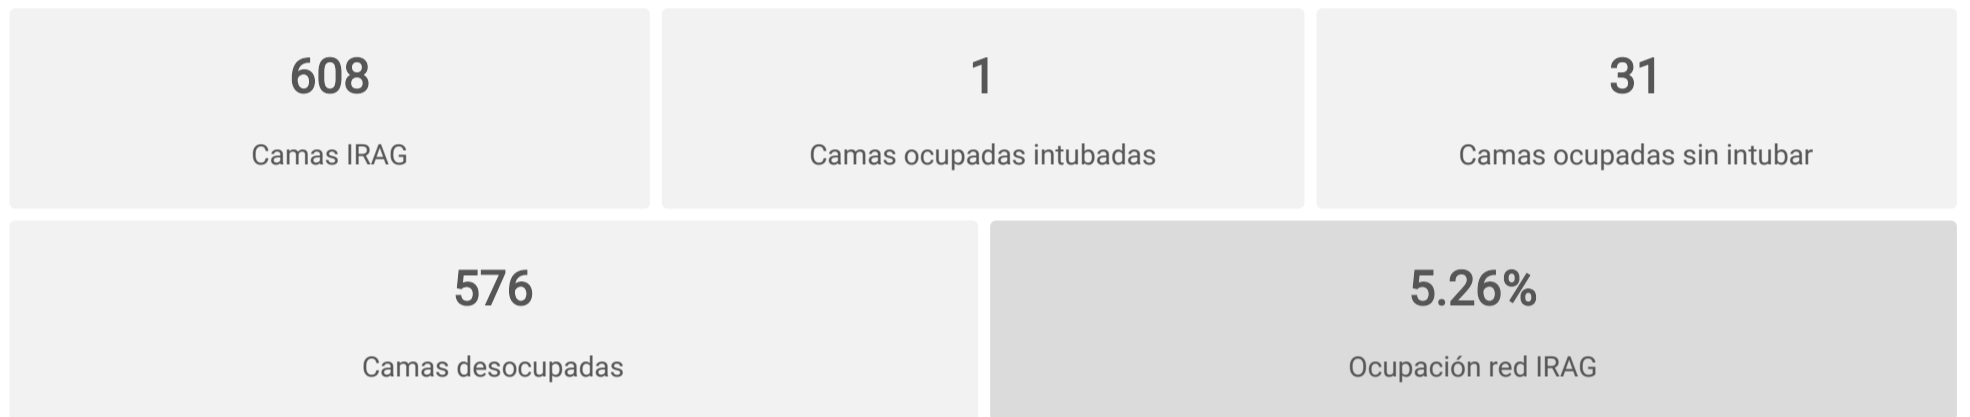 608
Camas IRAG
1
Camas ocupadas intubadas
31
Camas ocupadas sin intubar
576
Camas desocupadas
5.26%
Ocupación red IRAG